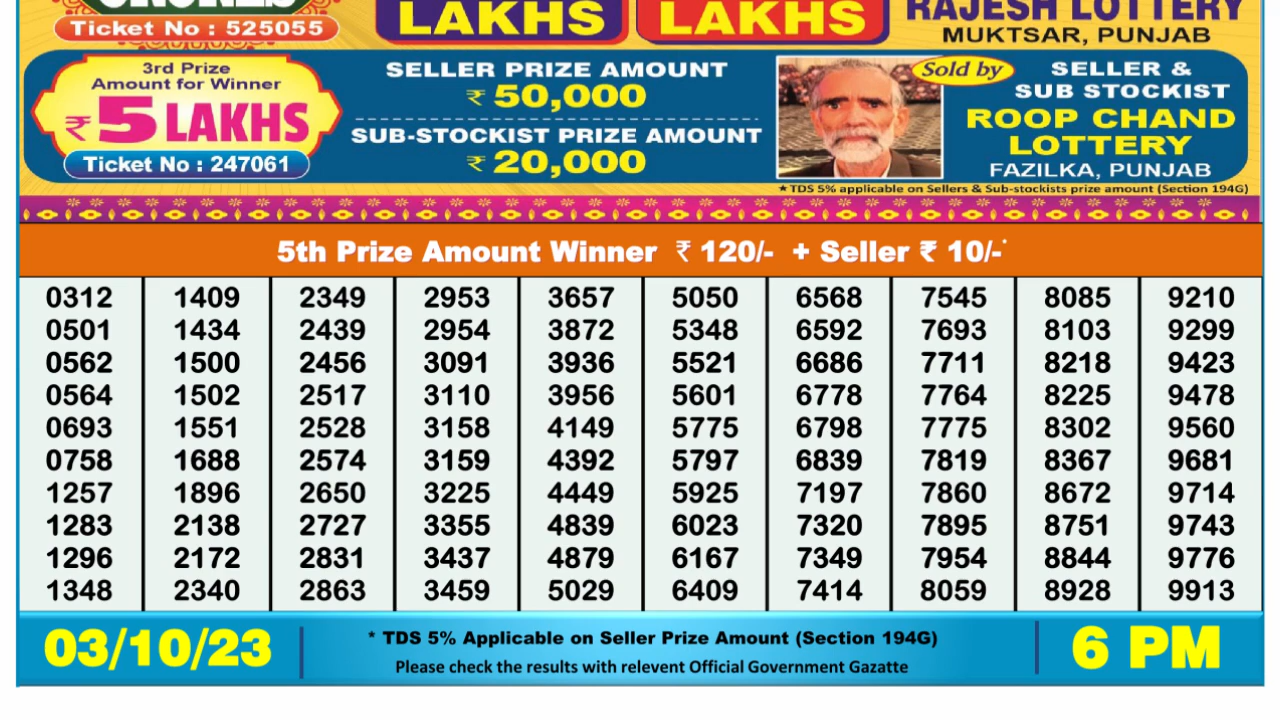 CRORES
Ticket No : 525055
LAKHS
LAKHS
RAJESH LOTTERY
MUKTSAR, PUNJAB
3rd Prize
Amount for Winner
₹ 5 LAKHS
Ticket No : 247061
SELLER PRIZE AMOUNT
₹ 50,000
SUB-STOCKIST PRIZE AMOUNT
₹ 20,000
Sold by
SELLER &
SUB STOCKIST
ROOP CHAND
LOTTERY
FAZILKA, PUNJAB
★TDS 5% applicable on Sellers & Sub-stockists prize amount (Section 194G)
5th Prize Amount Winner ₹ 120/- + Seller ₹ 10/-*
0312 1409 2349 2953 3657 5050 6568 7545 8085 9210
0501 1434 2439 2954 3872 5348 6592 7693 8103 9299
0562 1500 2456 3091 3936 5521 6686 7711 8218 9423
0564 1502 2517 3110 3956 5601 6778 7764 8225 9478
0693 1551 2528 3158 4149 5775 6798 7775 8302 9560
0758 1688 2574 3159 4392 5797 6839 7819 8367 9681
1257 1896 2650 3225 4449 5925 7197 7860 8672 9714
1283 2138 2727 3355 4839 6023 7320 7895 8751 9743
1296 2172 2831 3437 4879 6167 7349 7954 8844 9776
1348 2340 2863 3459 5029 6409 7414 8059 8928 9913
03/10/23
* TDS 5% Applicable on Seller Prize Amount (Section 194G)
Please check the results with relevent Official Government Gazatte
6 PM